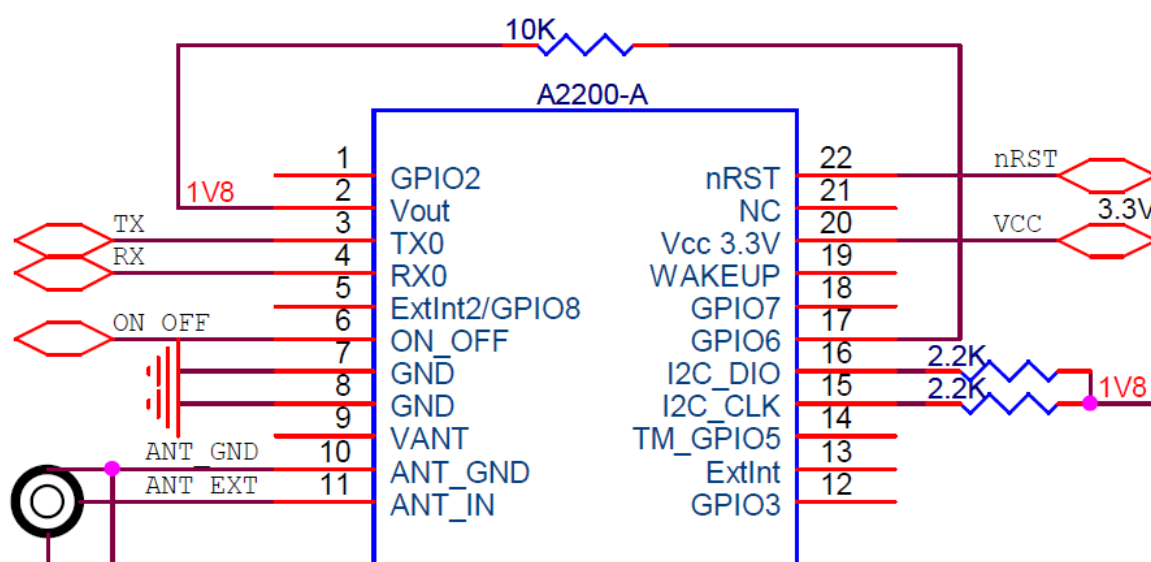 10K
A2200-A
1 GPIO2 nRST 22 nRST
1V8 2 Vout NC 21
TX 3 TX0 Vcc 3.3V 20 VCC 3.3V
RX 4 RX0 WAKEUP 19
5 ExtInt2/GPIO8 GPIO7 18
ON_OFF 6 ON_OFF GPIO6 17
7 GND I2C_DIO 16 2.2K
8 GND I2C_CLK 15 2.2K 1V8
9 VANT TM_GPIO5 14
ANT_GND 10 ANT_GND ExtInt 13
ANT_EXT 11 ANT_IN GPIO3 12